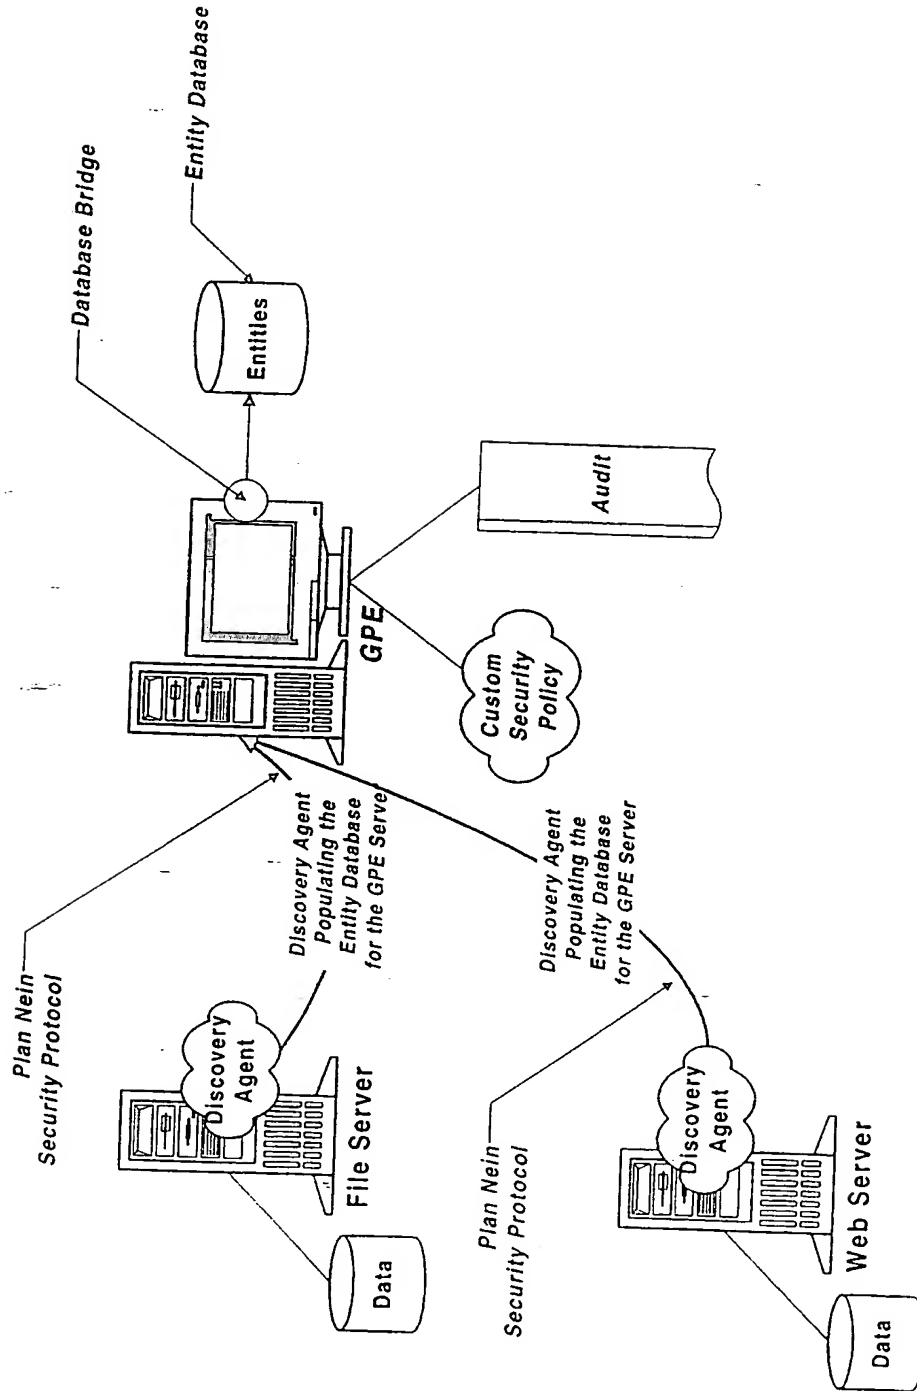 Plan Nein
Security Protocol
Database Bridge
Entity Database
Discovery
Agent
File Server
Data
Discovery Agent
Populating the
Entity Database
for the GPE Server
GPE
Entities
Custom
Security
Policy
Audit
Plan Nein
Security Protocol
Discovery Agent
Populating the
Entity Database
for the GPE Server
Discovery
Agent
Web Server
Data